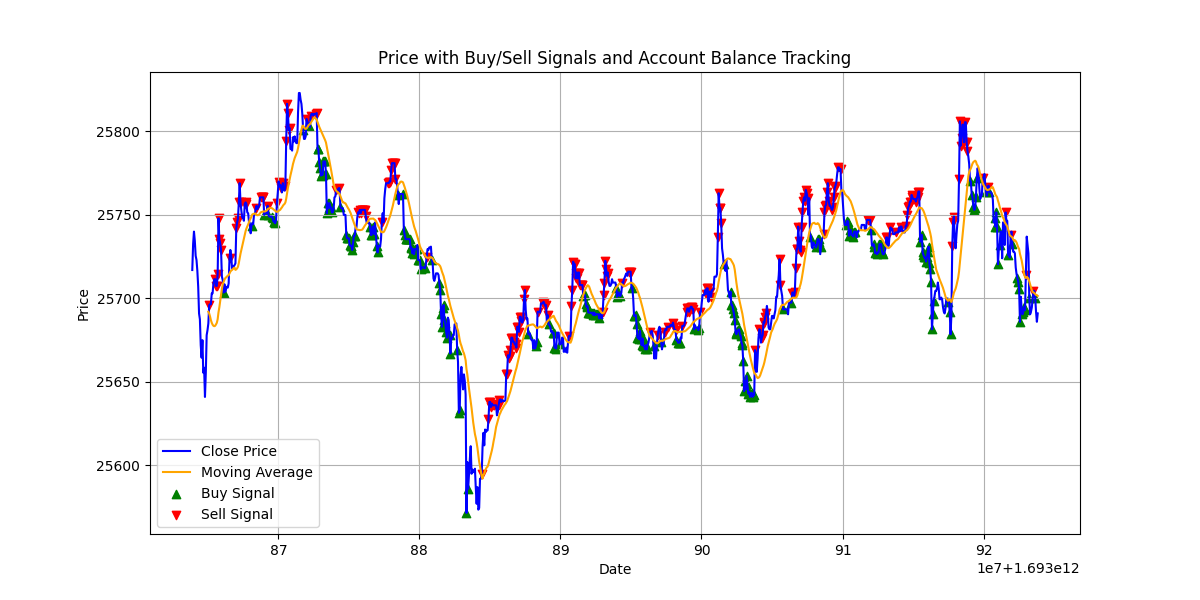 Price with Buy/Sell Signals and Account Balance Tracking
25800
25750
25700
25650
25600
Price
Close Price
Moving Average
Buy Signal
Sell Signal
87 88 89 90 91 92
Date
1e7+1.693e12